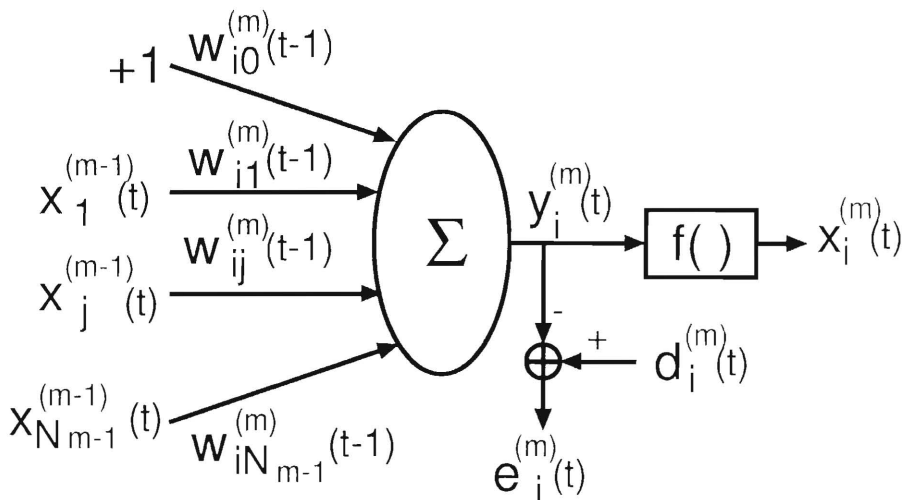 +1 w_{i0}^{(m)}(t-1)
x_1^{(m-1)}(t) w_{i1}^{(m)}(t-1)
x_j^{(m-1)}(t) w_{ij}^{(m)}(t-1)
x_{N_{m-1}}^{(m-1)}(t) w_{iN_{m-1}}^{(m)}(t-1)
Σ
y_i^{(m)}(t)
f( )
x_i^{(m)}(t)
-
+
d_i^{(m)}(t)
e_i^{(m)}(t)